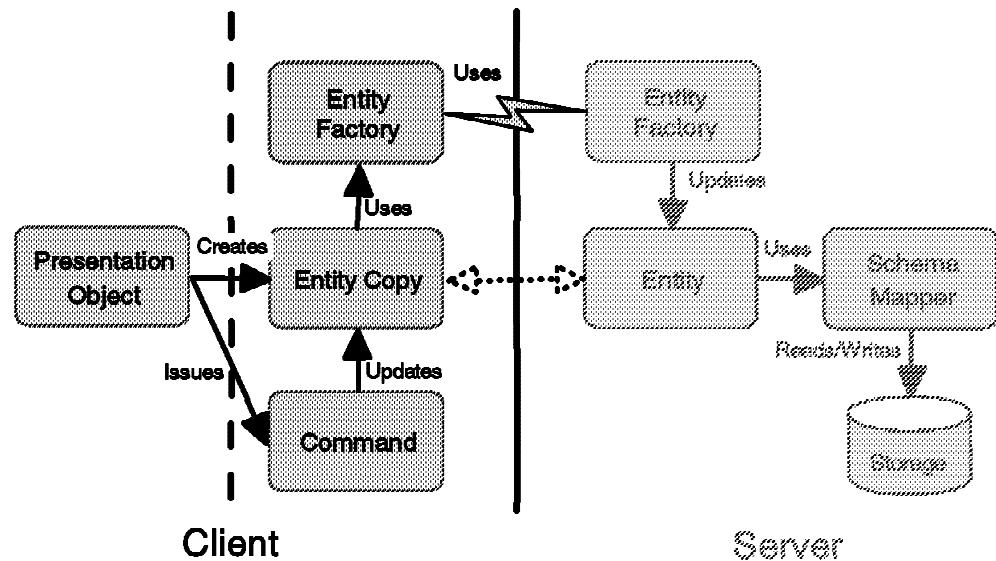 Uses
Entity
Factory
Entity
Factory
Uses
Updates
Presentation
Object
Creates
Entity Copy
Entity
Uses
Schema
Mapper
Issues
Updates
Reads/Writes
Command
Storage
Client
Server